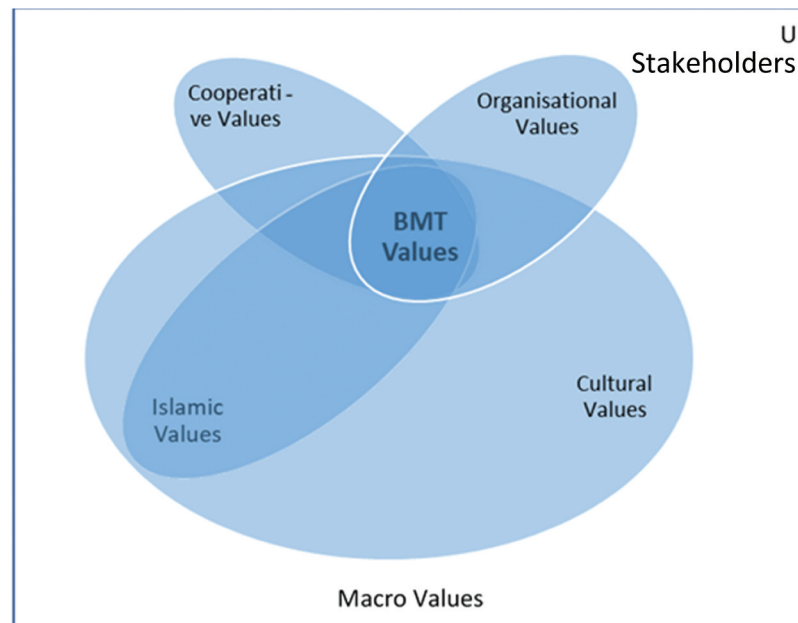 U
Stakeholders
Cooperati -
ve Values
Organisational
Values
BMT
Values
Islamic
Values
Cultural
Values
Macro Values